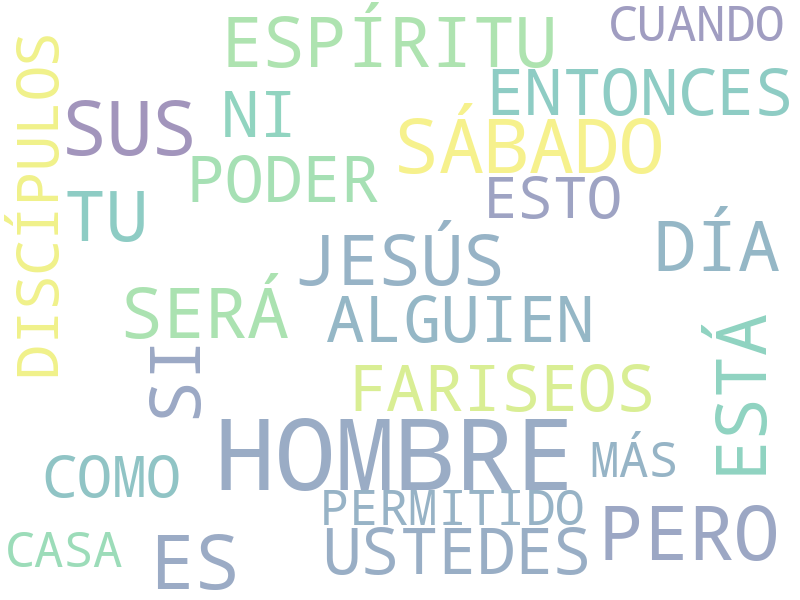 CUANDO
ESPÍRITU
DISCÍPULOS
ENTONCES
SUS
NI
SÁBADO
PODER
ESTO
TU
DÍA
JESÚS
SERÁ
ALGUIEN
ESTÁ
SI
FARISEOS
HOMBRE
MÁS
COMO
PERMITIDO
PERO
USTEDES
CASA
ES